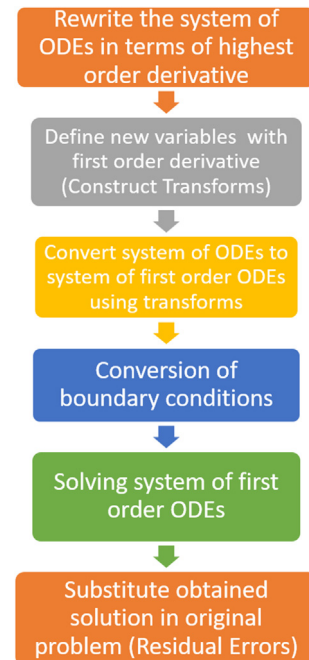 Rewrite the system of
ODEs in terms of highest
order derivative
Define new variables with
first order derivative
(Construct Transforms)
Convert system of ODEs to
system of first order ODEs
using transforms
Conversion of
boundary conditions
Solving system of first
order ODEs
Substitute obtained
solution in original
problem (Residual Errors)